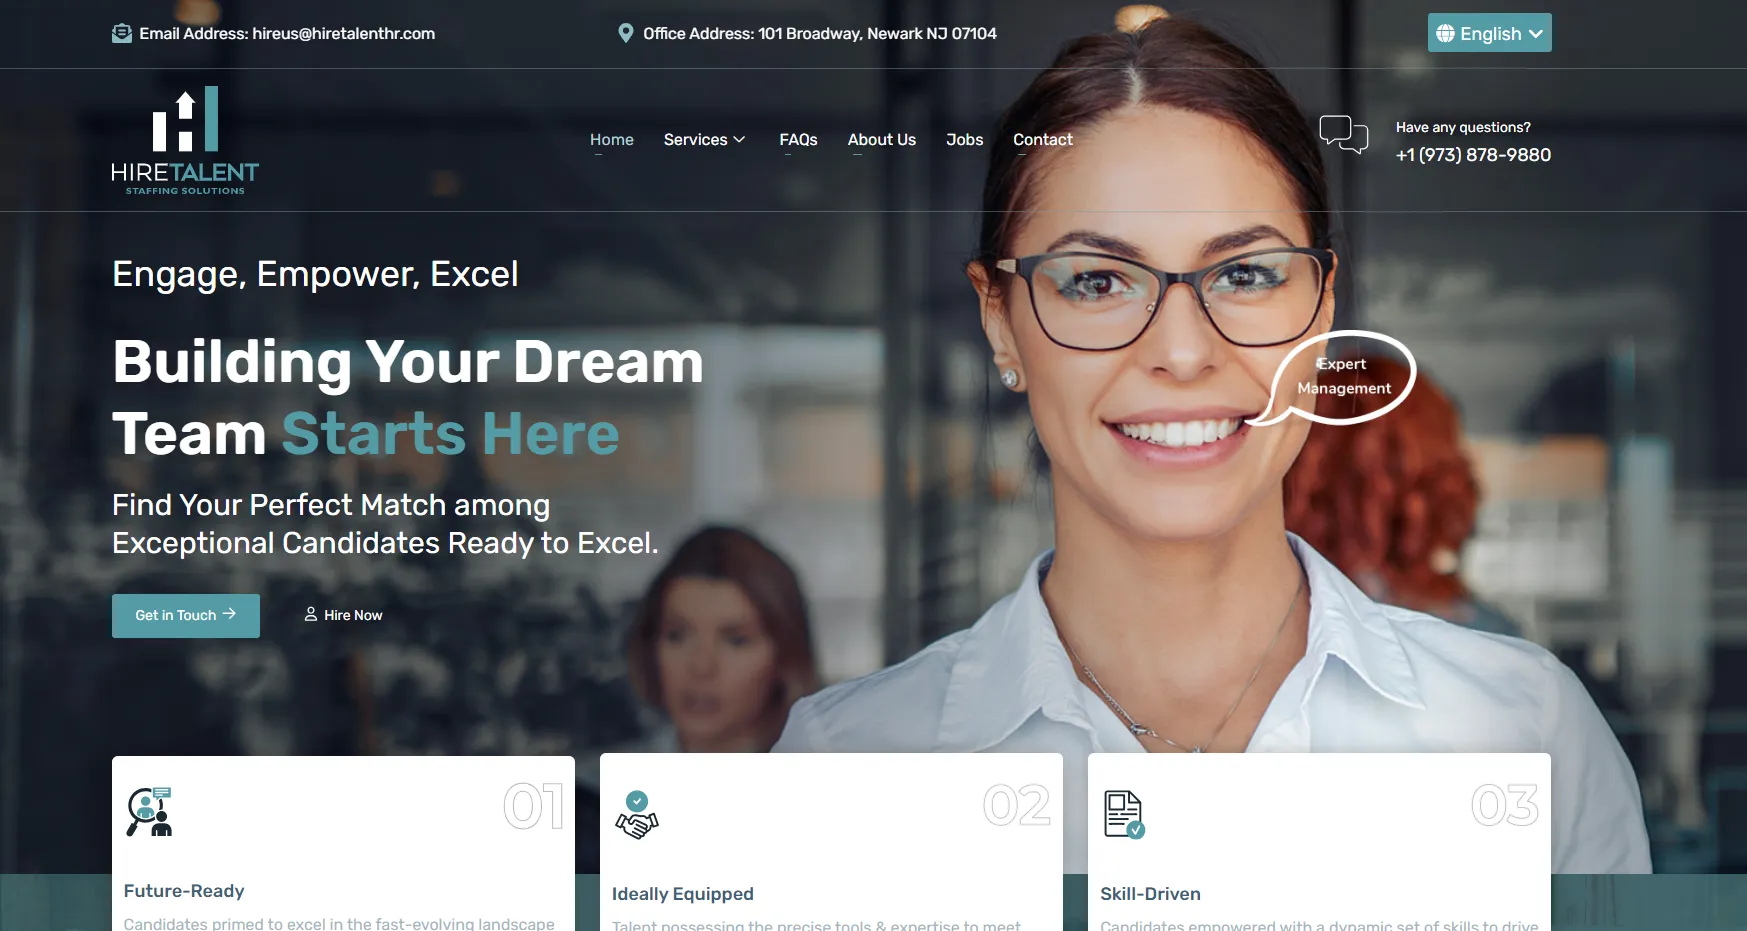 Email Address: hireus@hiretalenthr.com
Office Address: 101 Broadway, Newark NJ 07104
English
HIRETALENT
STAFFING SOLUTIONS
Home
Services
FAQs
About Us
Jobs
Contact
Have any questions?
+1 (973) 878-9880
Engage, Empower, Excel
Building Your Dream
Team Starts Here
Expert
Management
Find Your Perfect Match among
Exceptional Candidates Ready to Excel.
Get in Touch
Hire Now
01
Future-Ready
Candidates primed to excel in the fast-evolving landscape
02
Ideally Equipped
Talent possessing the precise tools & expertise to meet
03
Skill-Driven
Candidates empowered with a dynamic set of skills to drive